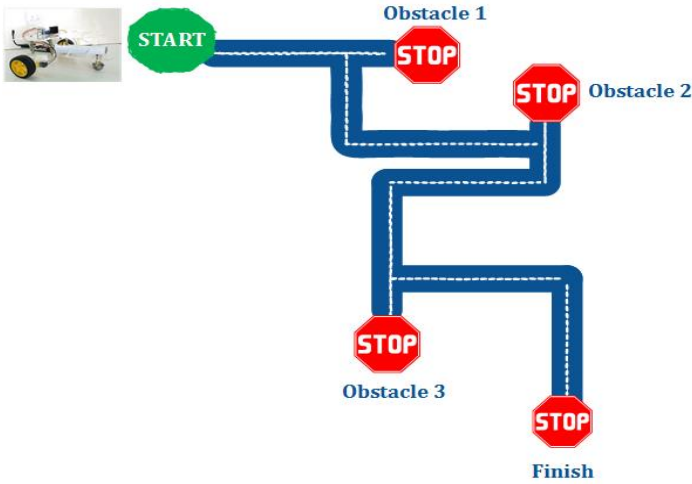 Obstacle 1
START
STOP
STOP
Obstacle 2
STOP
Obstacle 3
STOP
Finish